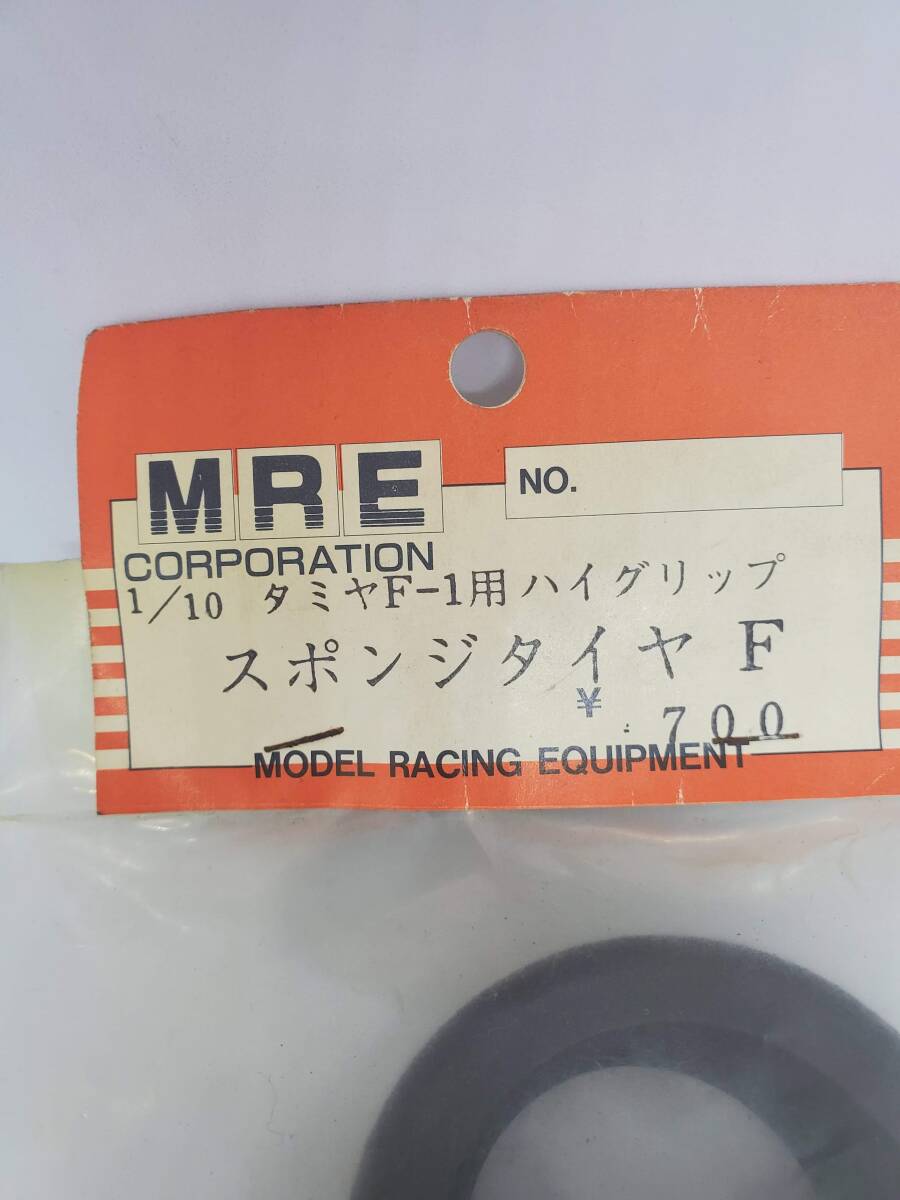 MRE
CORPORATION
NO.
1/10 タミヤF-1用 ハイグリップ
スポンジタイヤ F
¥ 700
MODEL RACING EQUIPMENT